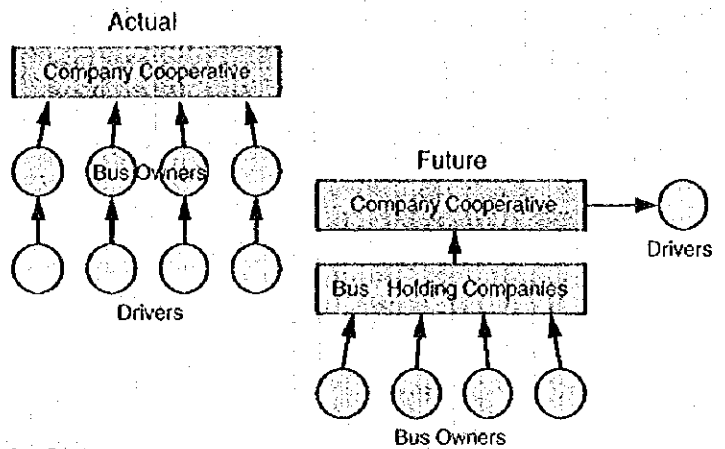 Actual
Company Cooperative
Bus Owners
Drivers
Future
Company Cooperative
Drivers
Bus Holding Companies
Bus Owners